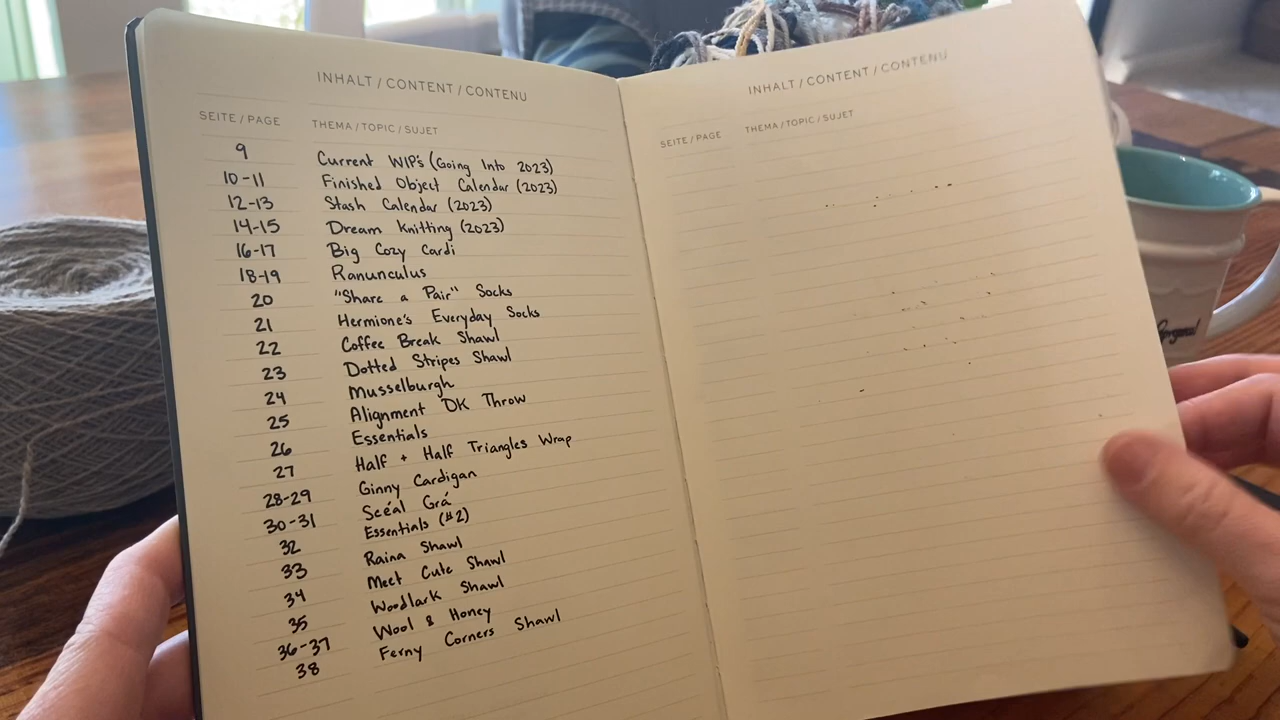 INHALT / CONTENT / CONTENU
SEITE / PAGE THEMA / TOPIC / SUJET
9 Current WIP's (Going Into 2023)
10-11 Finished Object Calendar (2023)
12-13 Stash Calendar (2023)
14-15 Dream Knitting (2023)
16-17 Big Cozy Cardi
18-19 Ranunculus
20 "Share a Pair" Socks
21 Hermione's Everyday Socks
22 Coffee Break Shawl
23 Dotted Stripes Shawl
24 Musselburgh
25 Alignment DK Throw
26 Essentials
27 Half + Half Triangles Wrap
28-29 Ginny Cardigan
30-31 Scéal Grá
32 Essentials (#2)
33 Raina Shawl
34 Meet Cute Shawl
35 Woodlark Shawl
36-37 Wool & Honey
38 Ferny Corners Shawl
INHALT / CONTENT / CONTENU
SEITE / PAGE THEMA / TOPIC / SUJET